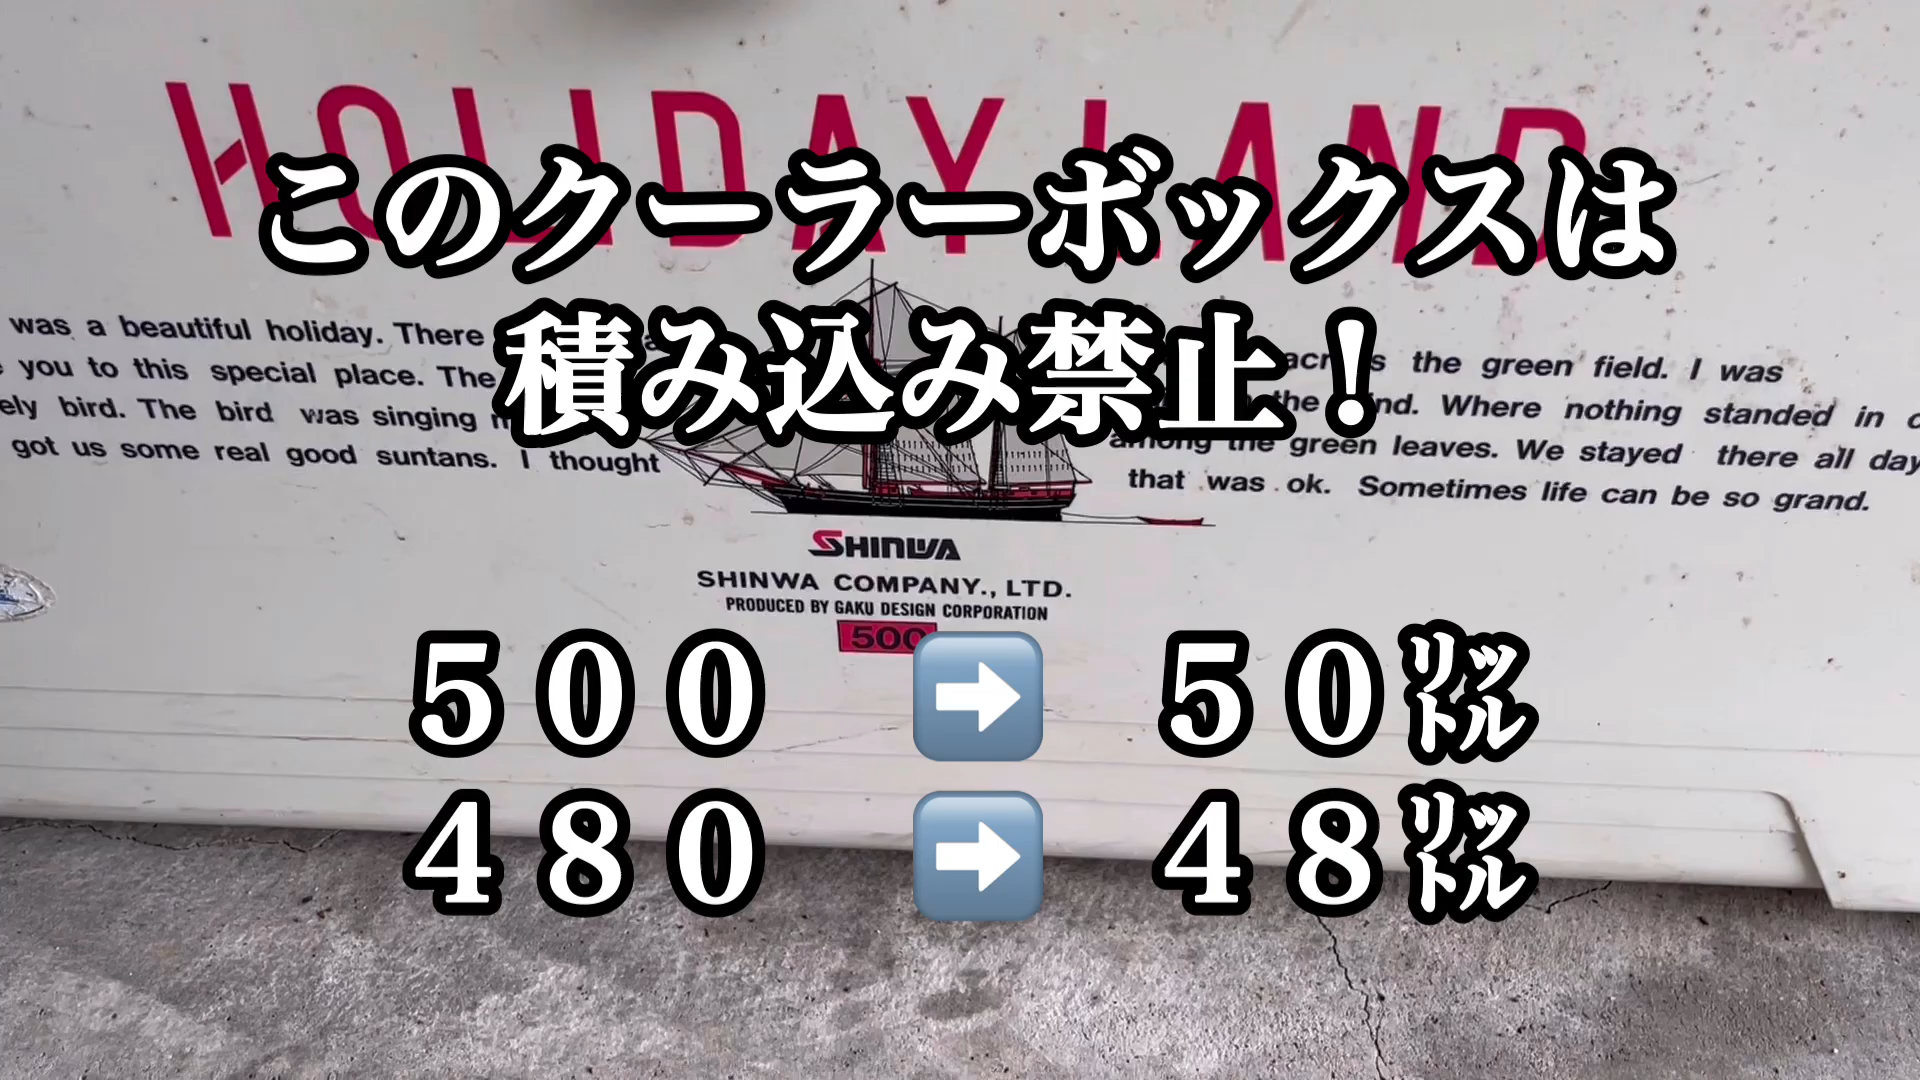 HOLIDAY LAND
このクーラーボックスは
積み込み禁止！
was a beautiful holiday. There
you to this special place. The
ely bird. The bird was singing
got us some real good suntans. I thought
the green field. I was
the nd. Where nothing standed in
among the green leaves. We stayed there all day
that was ok. Sometimes life can be so grand.
SHINWA
SHINWA COMPANY., LTD.
PRODUCED BY GAKU DESIGN CORPORATION
500
５００ ➡ ５０㍑
４８０ ➡ ４８㍑